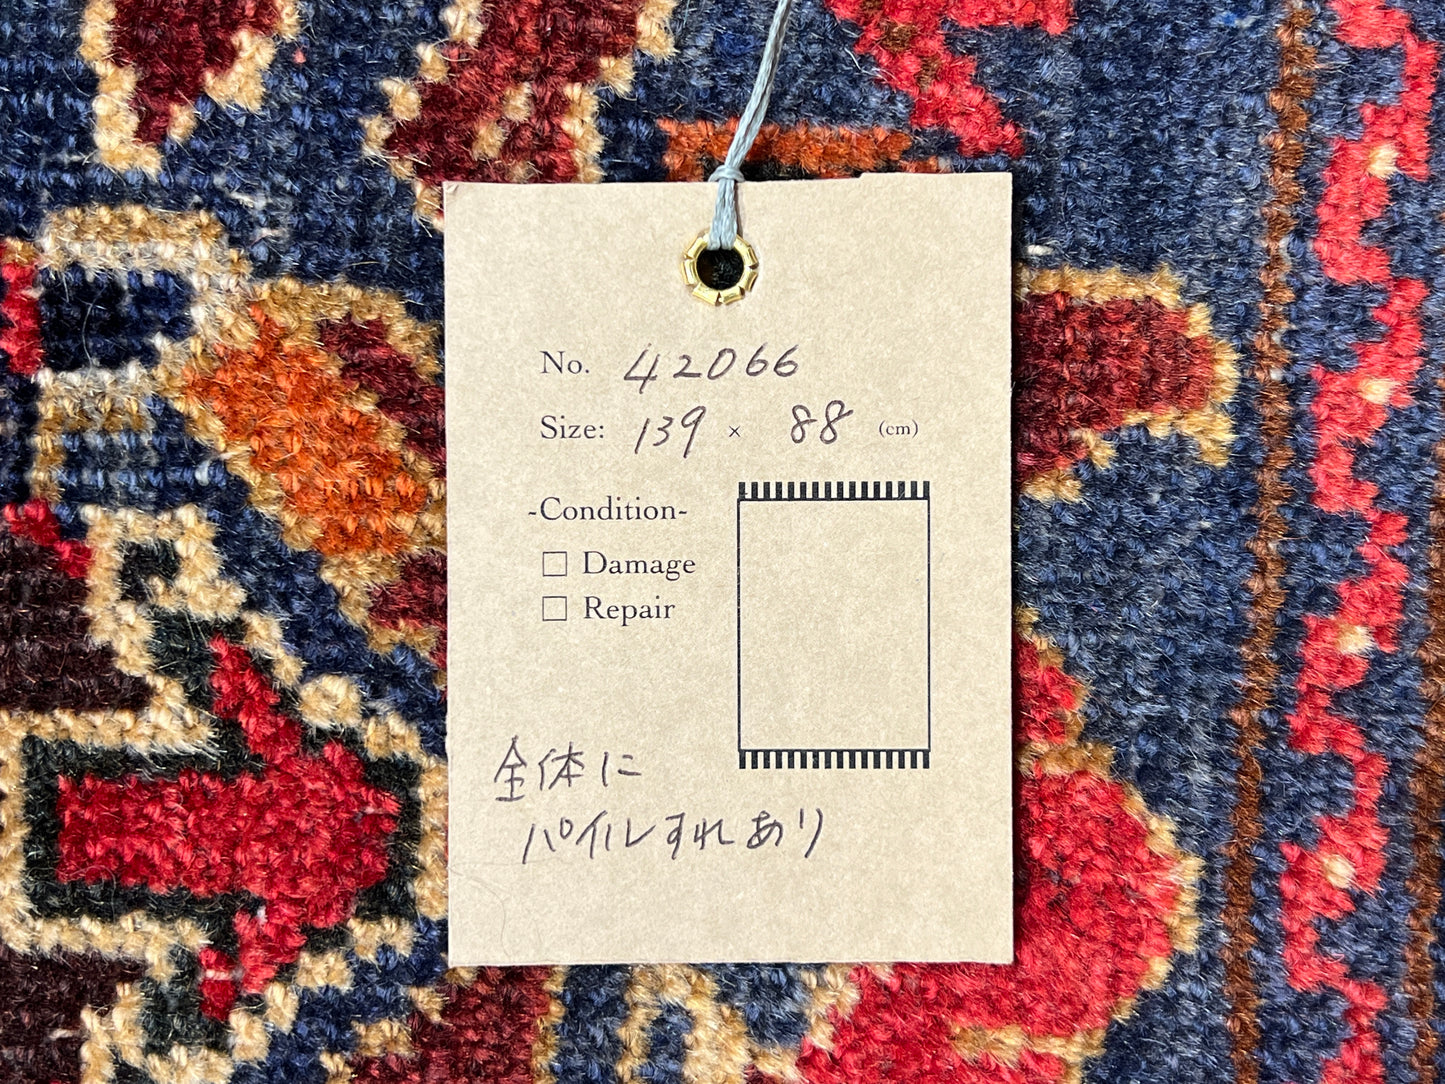 No. 42066
Size: 139 × 88 (cm)
-Condition-
□ Damage
□ Repair
全体に
パイルすれあり